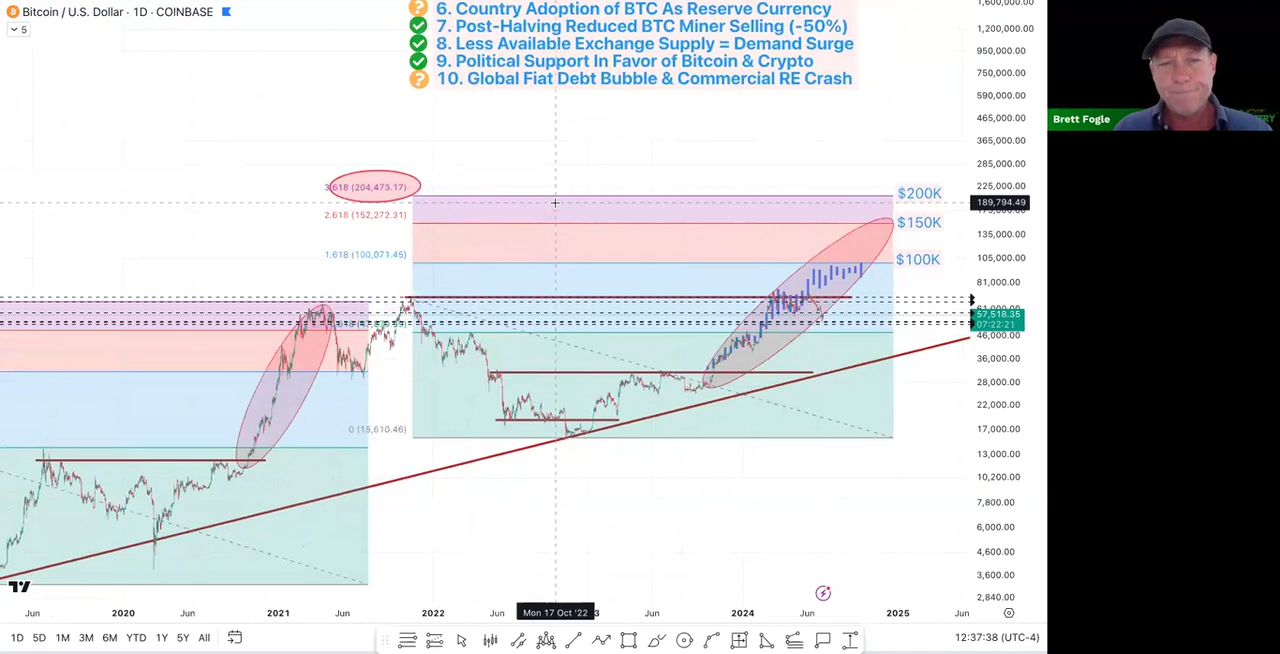 Bitcoin / U.S. Dollar · 1D · COINBASE
5
6. Country Adoption of BTC As Reserve Currency
7. Post-Halving Reduced BTC Miner Selling (-50%)
8. Less Available Exchange Supply = Demand Surge
9. Political Support In Favor of Bitcoin & Crypto
10. Global Fiat Debt Bubble & Commercial RE Crash
Brett Fogle
1,600,000.00
1,200,000.00
950,000.00
750,000.00
590,000.00
465,000.00
365,000.00
285,000.00
225,000.00
189,794.49
135,000.00
105,000.00
81,000.00
57,518.35
07:22:21
46,000.00
36,000.00
28,000.00
22,000.00
17,000.00
13,000.00
10,200.00
7,800.00
6,000.00
4,600.00
3,600.00
2,840.00
3.618 (204,473.17)
2.618 (152,272.31)
1.618 (100,071.45)
0 (15,610.46)
$200K
$150K
$100K
Jun 2020 Jun 2021 Jun 2022 Jun Mon 17 Oct '22 3 Jun 2024 Jun 2025 Jun
1D 5D 1M 3M 6M YTD 1Y 5Y All
12:37:38 (UTC-4)